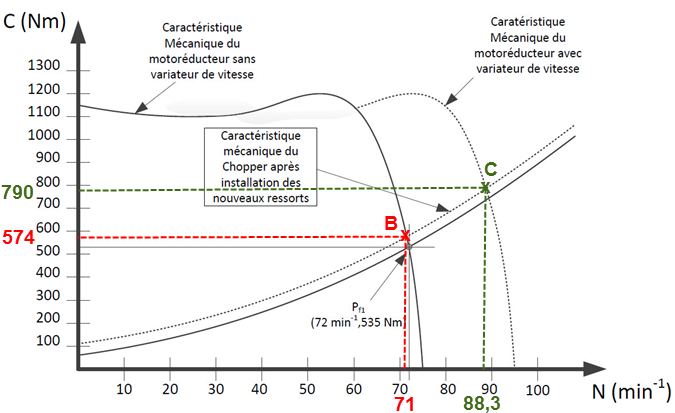 C (Nm)
Caractéristique
Mécanique du
motoréducteur sans
variateur de vitesse
Caratéristique
Mécanique du
motoréducteur avec
variateur de vitesse
1300
1200
1100
1000
900
800
790
700
600
574
500
400
300
200
100
Caractéristique
mécanique du
Chopper après
installation des
nouveaux ressorts
B
C
Pf1
(72 min-1,535 Nm
10 20 30 40 50 60 70 80 90 100 N (min-1)
71 88,3